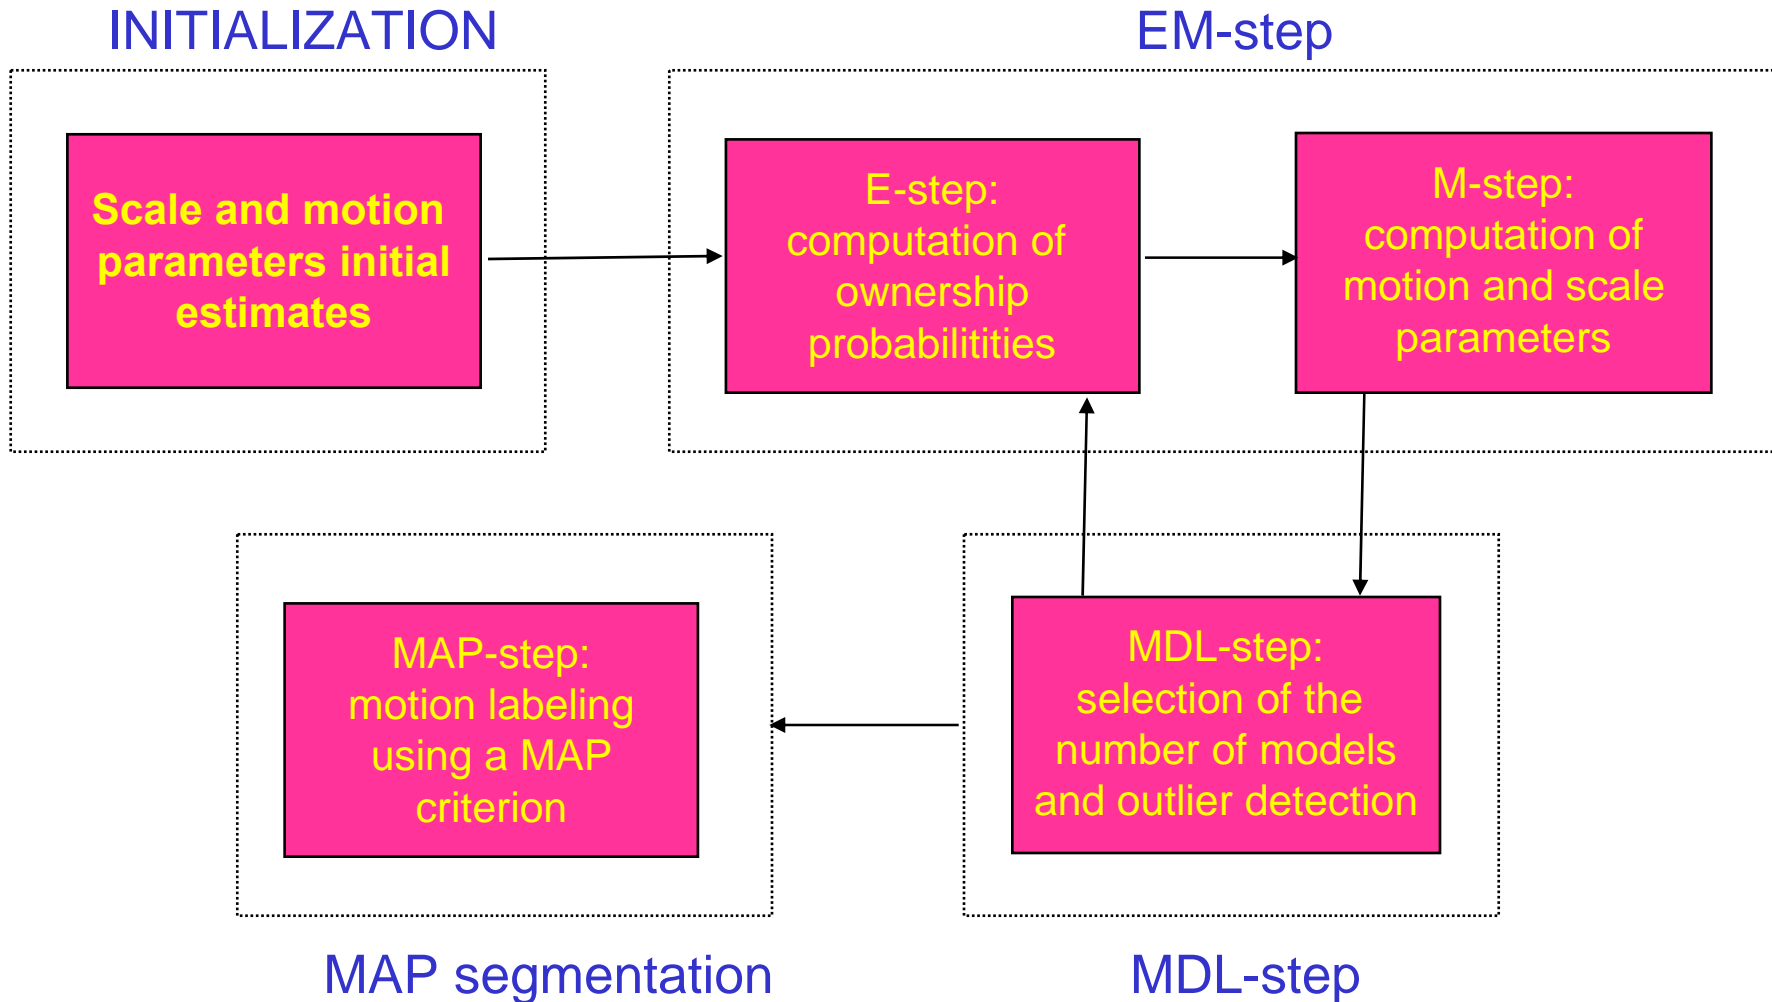 INITIALIZATION
Scale and motion
parameters initial
estimates
EM-step
E-step:
computation of
ownership
probabilitities
M-step:
computation of
motion and scale
parameters
MAP-step:
motion labeling
using a MAP
criterion
MAP segmentation
MDL-step:
selection of the
number of models
and outlier detection
MDL-step